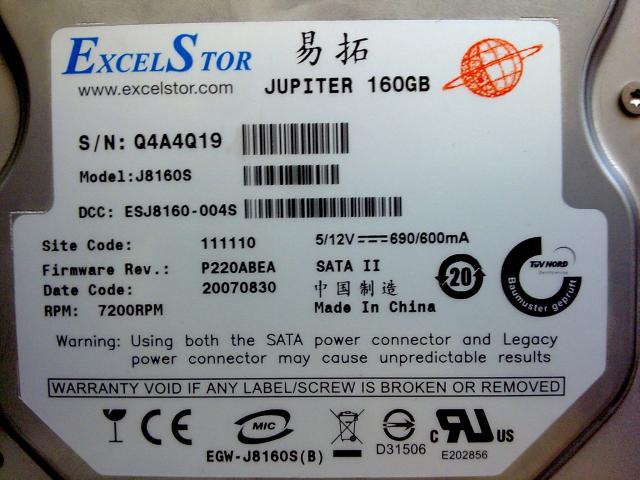 EXCELSTOR 易拓
www.excelstor.com JUPITER 160GB
S/N: Q4A4Q19
Model:J8160S
DCC: ESJ8160-004S
Site Code: 111110 5/12V 690/600mA
Firmware Rev.: P220ABEA SATA II
Date Code: 20070830 中国制造
RPM: 7200RPM Made In China
20
TÜV NORD
Baumuster geprüft
Warning: Using both the SATA power connector and Legacy
power connector may cause unpredictable results
WARRANTY VOID IF ANY LABEL/SCREW IS BROKEN OR REMOVED
CE MIC D31506 c RU US
E202856
EGW-J8160S(B)